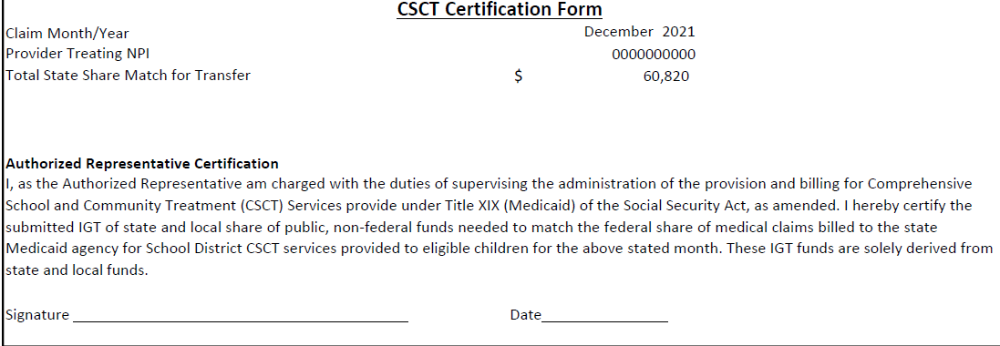 CSCT Certification Form
Claim Month/Year December 2021
Provider Treating NPI 0000000000
Total State Share Match for Transfer $ 60,820
Authorized Representative Certification
I, as the Authorized Representative am charged with the duties of supervising the administration of the provision and billing for Comprehensive
School and Community Treatment (CSCT) Services provide under Title XIX (Medicaid) of the Social Security Act, as amended. I hereby certify the
submitted IGT of state and local share of public, non-federal funds needed to match the federal share of medical claims billed to the state
Medicaid agency for School District CSCT services provided to eligible children for the above stated month. These IGT funds are solely derived from
state and local funds.
Signature Date